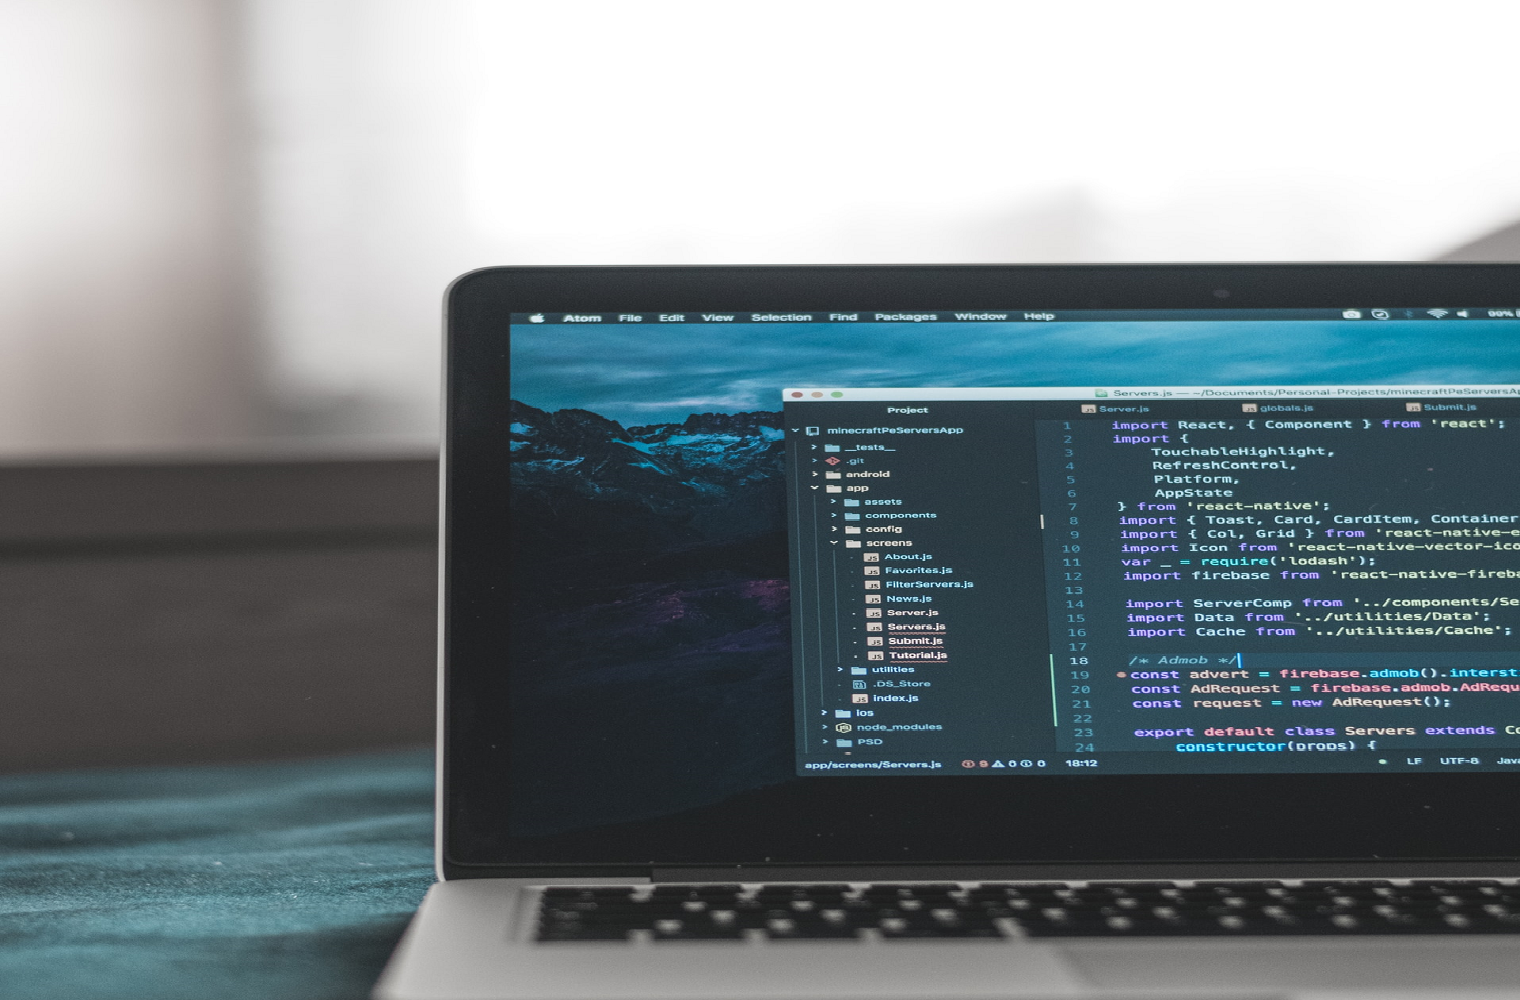 Atom File Edit View Selection Find Packages Window Help
Servers.js — ~/Documents/Personal-Projects/minecraftPeServersAp
Project
minecraftPeServersApp
__tests__
.git
android
app
assets
components
config
screens
About.js
Favorites.js
FilterServers.js
News.js
Server.js
Servers.js
Submit.js
Tutorial.js
utilities
.DS_Store
index.js
ios
node_modules
PSD
Server.js globals.js Submit.js
1 import React, { Component } from 'react';
2 import {
3 TouchableHighlight,
4 RefreshControl,
5 Platform,
6 AppState
7 } from 'react-native';
8 import { Toast, Card, CardItem, Container
9 import { Col, Grid } from 'react-native-e
10 import Icon from 'react-native-vector-ico
11 var _ = require('lodash');
12 import firebase from 'react-native-fireba
13
14 import ServerComp from '../components/Se
15 import Data from '../utilities/Data';
16 import Cache from '../utilities/Cache';
17
18 /* Admob */
19 const advert = firebase.admob().interst
20 const AdRequest = firebase.admob.AdRequ
21 const request = new AdRequest();
22
23 export default class Servers extends Co
24 constructor(props) {
app/screens/Servers.js 9 0 0 18:12 LF UTF-8 Java